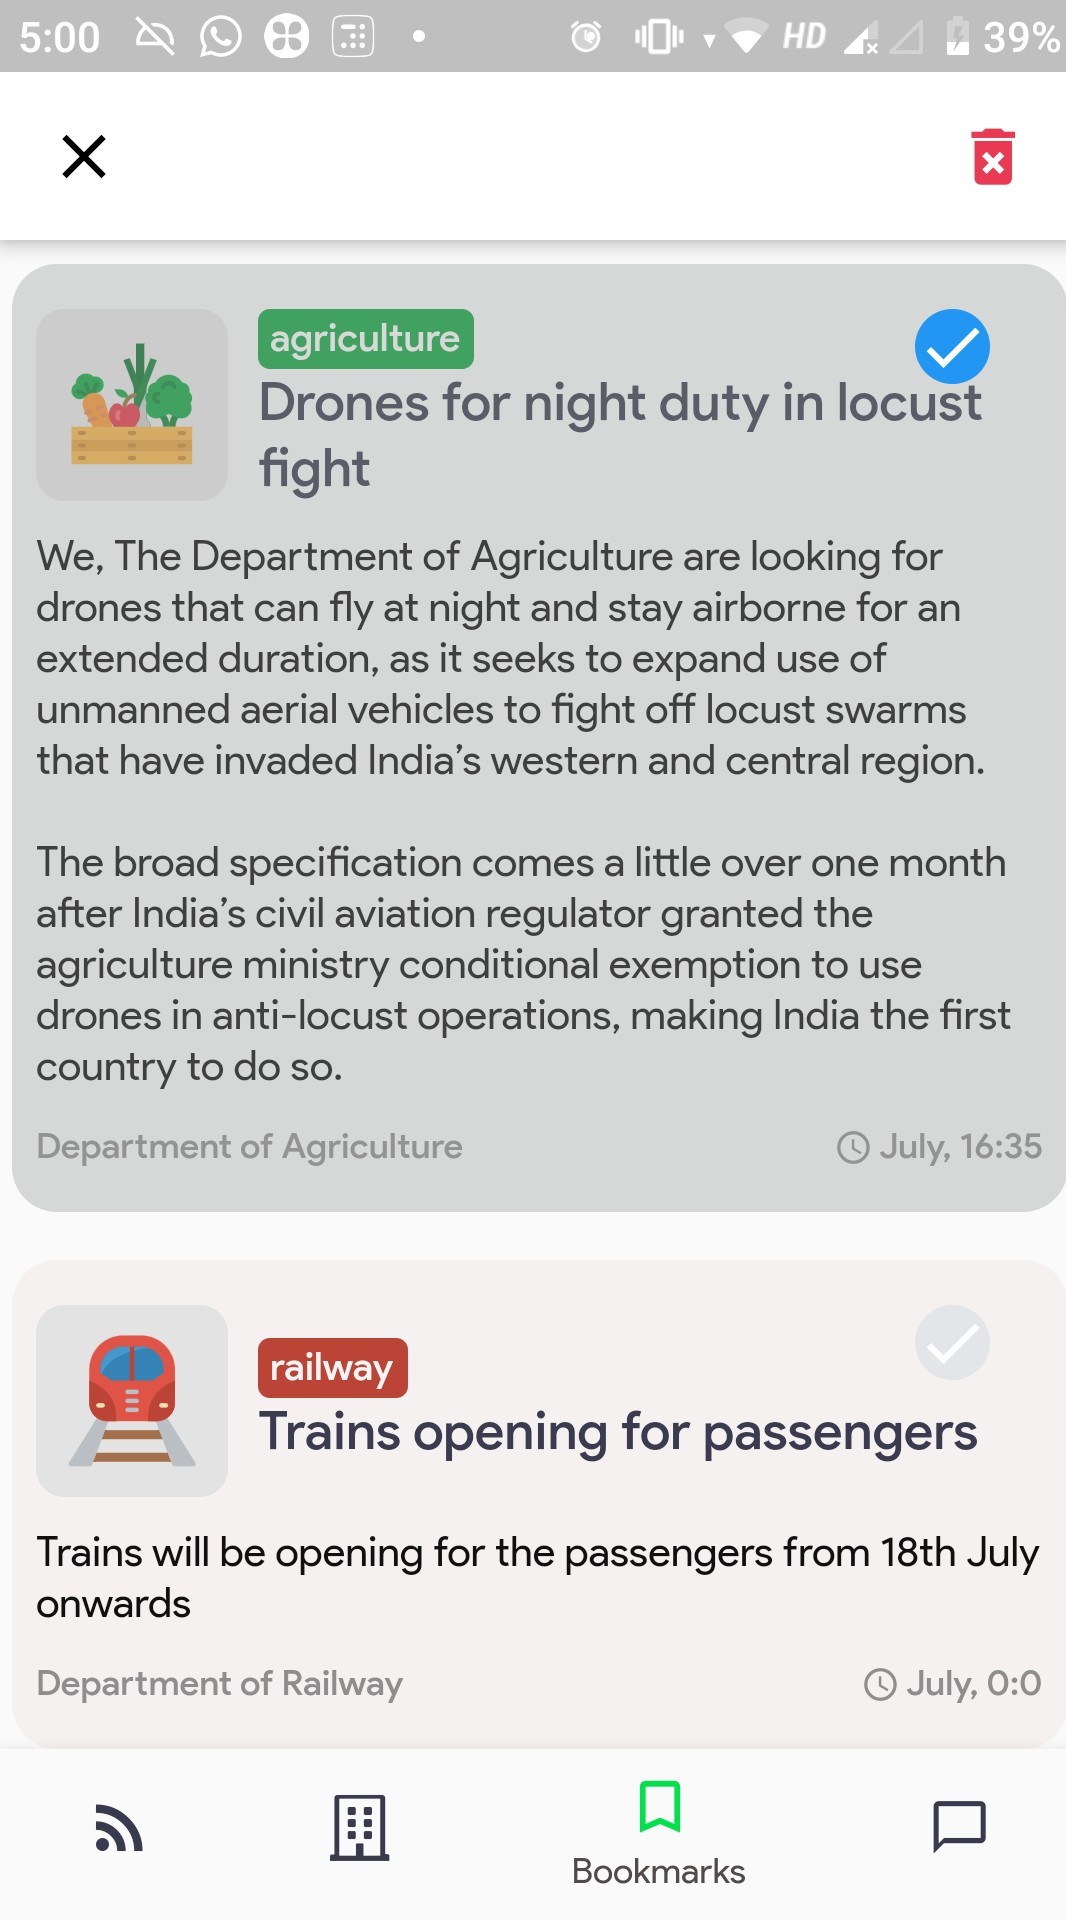 5:00 HD 39%
agriculture
Drones for night duty in locust
fight
We, The Department of Agriculture are looking for
drones that can fly at night and stay airborne for an
extended duration, as it seeks to expand use of
unmanned aerial vehicles to fight off locust swarms
that have invaded India’s western and central region.
The broad specification comes a little over one month
after India’s civil aviation regulator granted the
agriculture ministry conditional exemption to use
drones in anti-locust operations, making India the first
country to do so.
Department of Agriculture July, 16:35
railway
Trains opening for passengers
Trains will be opening for the passengers from 18th July
onwards
Department of Railway July, 0:0
Bookmarks